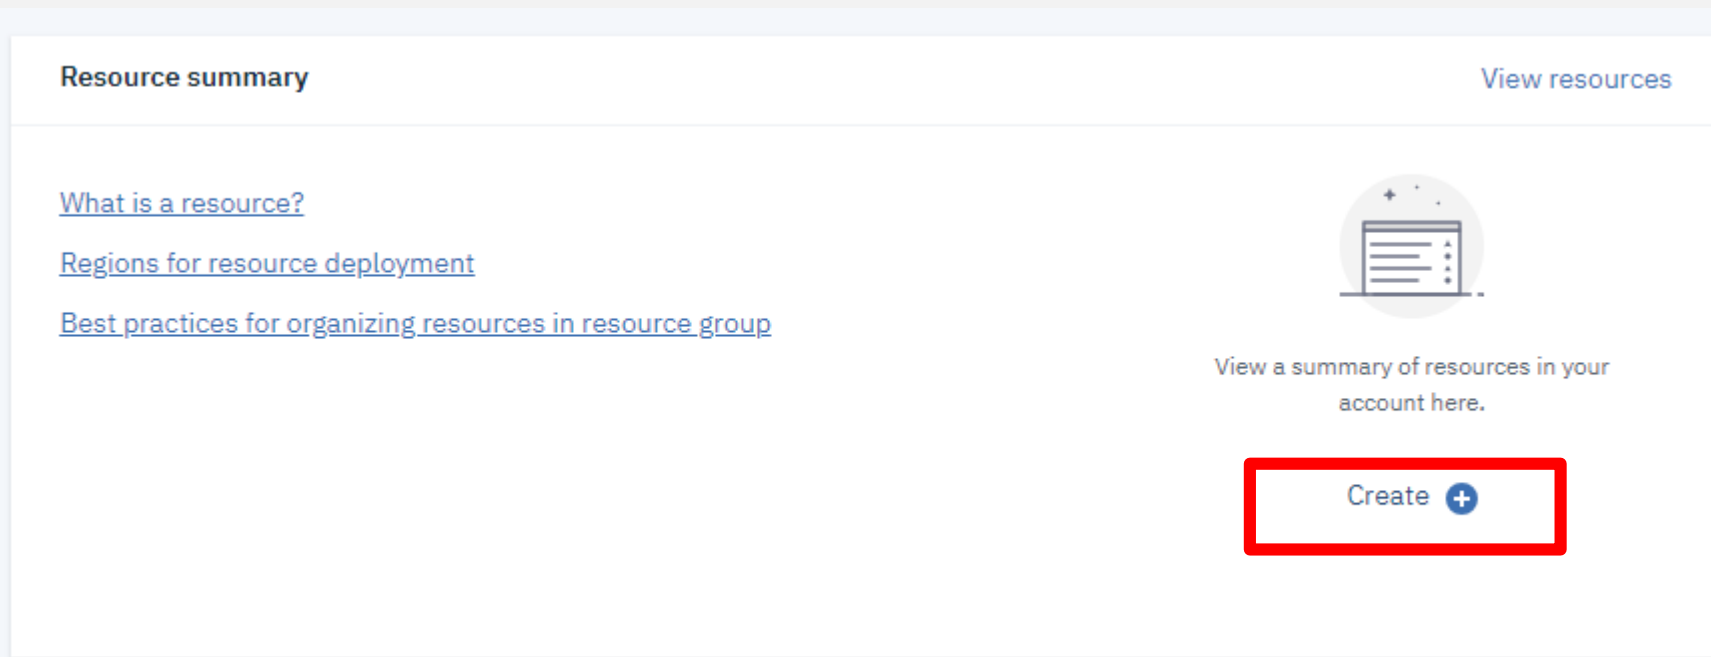 Resource summary
View resources
What is a resource?
Regions for resource deployment
Best practices for organizing resources in resource group
View a summary of resources in your
account here.
Create